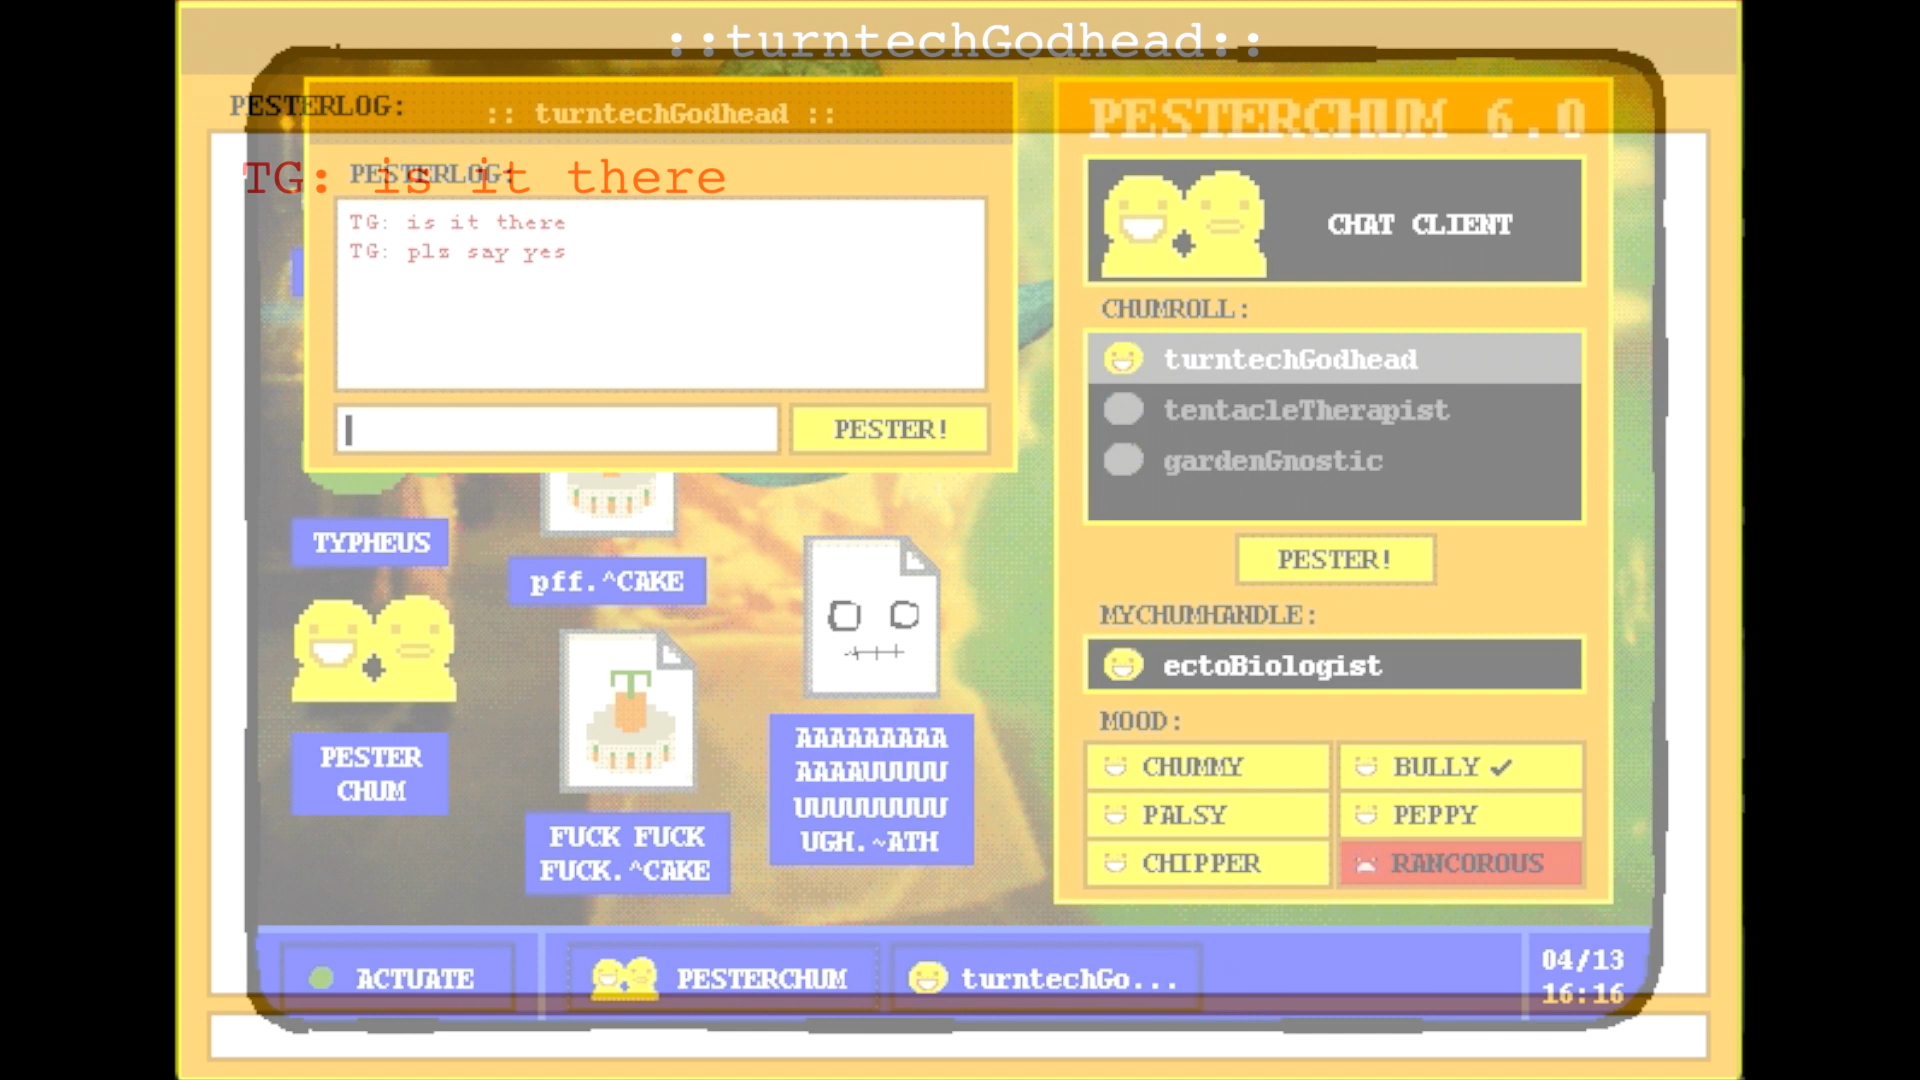 ::turntechGodhead::
PESTERLOG:
TG: is it there
:: turntechGodhead ::
PESTERLOG:
TG: is it there
TG: plz say yes
PESTER!
PESTERCHUM 6.0
CHAT CLIENT
CHUMROLL:
turntechGodhead
tentacleTherapist
gardenGnostic
PESTER!
MYCHUMHANDLE:
ectoBiologist
MOOD:
CHUMMY
BULLY ✓
PALSY
PEPPY
CHIPPER
RANCOROUS
TYPHEUS
pff.^CAKE
PESTER
CHUM
FUCK FUCK
FUCK.^CAKE
AAAAAAAAA
AAAAUUUUU
UUUUUUUUU
UGH.~ATH
ACTUATE
PESTERCHUM
turntechGo...
04/13
16:16